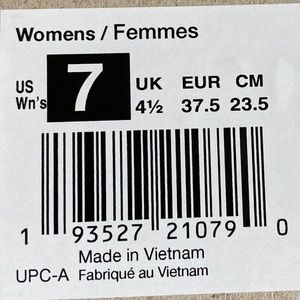 Womens / Femmes
US Wn's 7 UK 4½ EUR 37.5 CM 23.5
1 93527 21079 0
Made in Vietnam
UPC-A Fabriqué au Vietnam